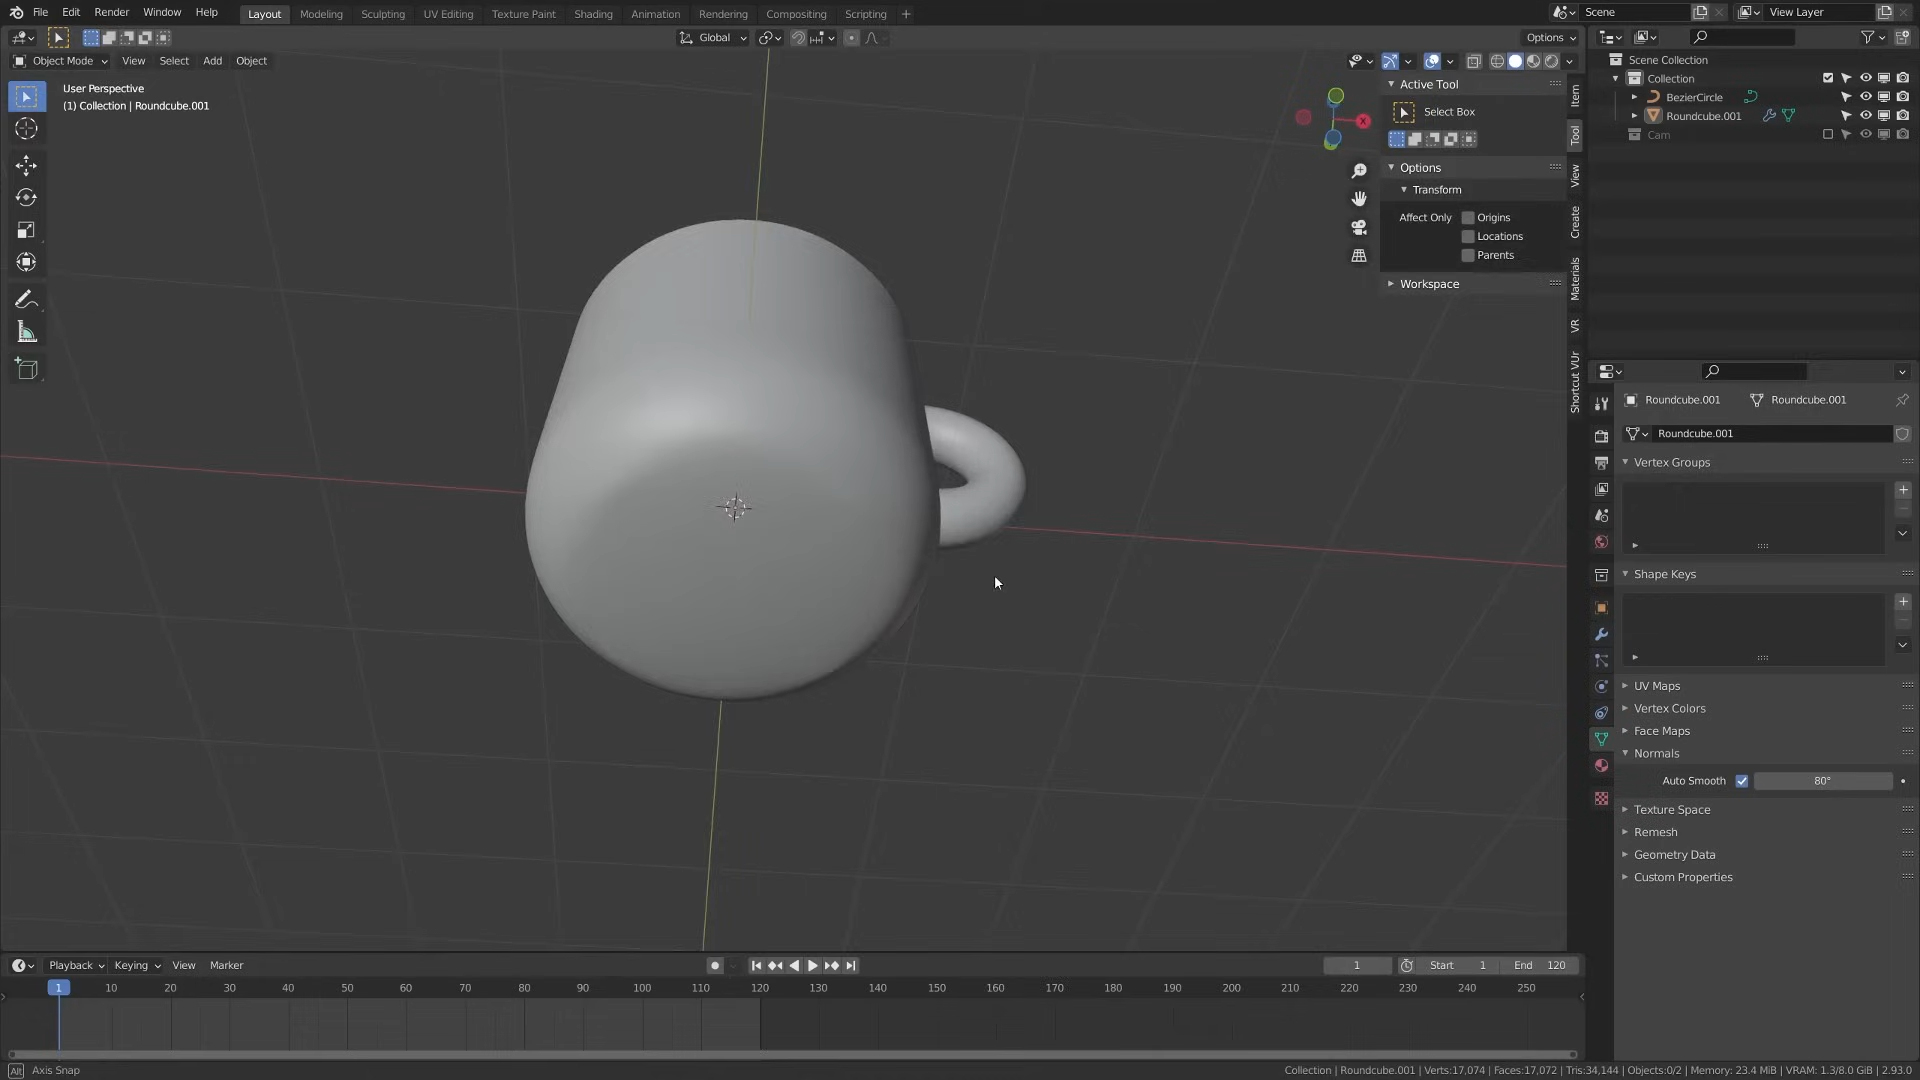 File Edit Render Window Help Layout Modeling Sculpting UV Editing Texture Paint Shading Animation Rendering Compositing Scripting + Scene View Layer
Global Options
Object Mode View Select Add Object
User Perspective
(1) Collection | Roundcube.001
X
Active Tool
Select Box
Options
Transform
Affect Only Origins
Locations
Parents
Workspace
Item
Tool
View
Create
Materials
VR
Shortcut VUr
Scene Collection
Collection
BezierCircle
Roundcube.001
Cam
Roundcube.001 Roundcube.001
Roundcube.001
Vertex Groups
Shape Keys
UV Maps
Vertex Colors
Face Maps
Normals
Auto Smooth 80°
Texture Space
Remesh
Geometry Data
Custom Properties
Playback Keying View Marker 1 Start 1 End 120
1 10 20 30 40 50 60 70 80 90 100 110 120 130 140 150 160 170 180 190 200 210 220 230 240 250
Alt Axis Snap Collection | Roundcube.001 | Verts:17,074 | Faces:17,072 | Tris:34,144 | Objects:0/2 | Memory: 23.4 MiB | VRAM: 1.3/8.0 GiB | 2.93.0